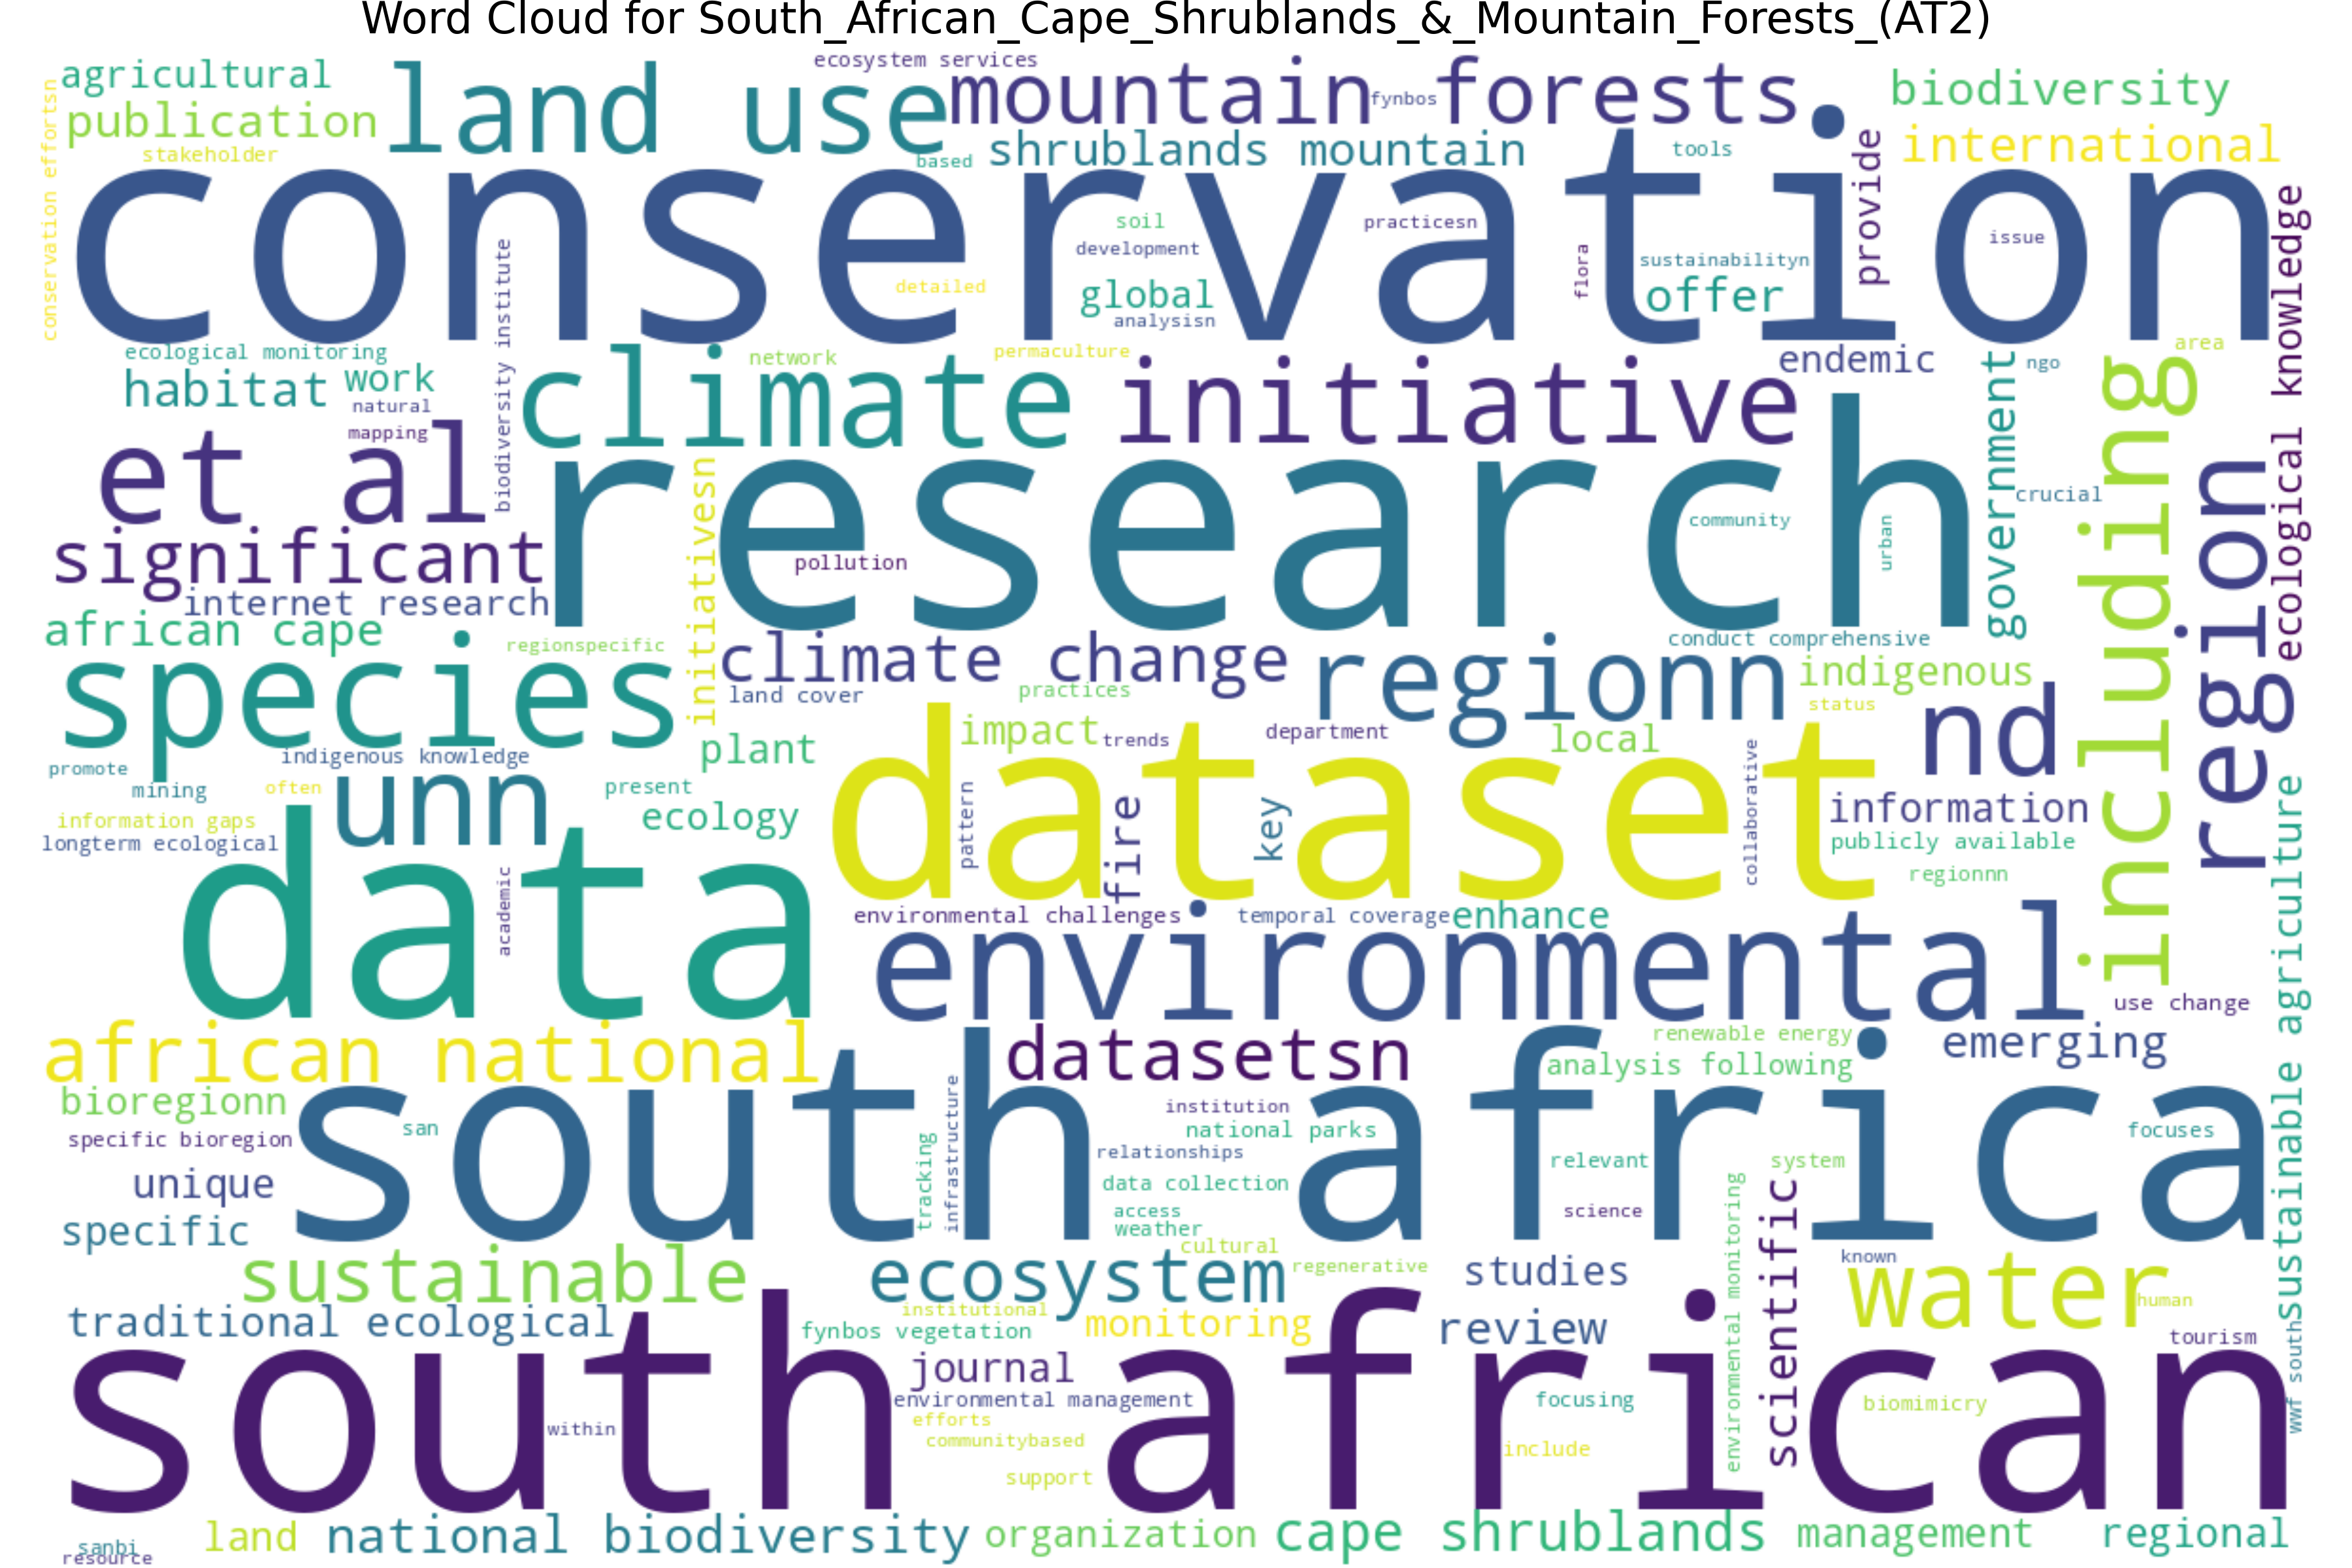 Word Cloud for South_African_Cape_Shrublands_&_Mountain_Forests_(AT2)
ecosystem services
agricultural
land use
mountain forests
fynbos
biodiversity
publication
international
stakeholder
based
shrublands mountain
tools
provide
conservation effortsn
conservation
soil
practicesn
development
issue
flora
sustainabilityn
detailed
global
offer
analysisn
ecological knowledge
biodiversity institute
ecological monitoring
network
permaculture
endemic
area
ngo
habitat
work
climate
initiative
government
including
natural
mapping
et al
research
region
initiativesn
crucial
community
urban
significant
pollution
internet research
african cape
regionspecific
climate change
conduct comprehensive
species
regionn
indigenous
land cover
practices
status
nd
impact
trends
department
local
plant
indigenous knowledge
promote
mining
often
unn
present
dataset
pattern
fire
key
collaborative
information
information gaps
ecology
longterm ecological
publicly available
data
academic
regionnn
sustainable agriculture
environmental challenges
temporal coverage
enhance
environmental
use change
african national
datasetsn
renewable energy
emerging
analysis following
bioregionn
south africa
san
specific bioregion
tracking
infrastructure
institution
national parks
relationships
focuses
relevant
system
unique
data collection
environmental monitoring
scientific
access
science
specific
weather
cultural
sustainable
ecosystem
regenerative
studies
known
water
human
institutional
traditional ecological
fynbos vegetation
monitoring
review
tourism
wwf south
south african
journal
environmental management
focusing
biomimicry
efforts
within
communitybased
include
support
sanbi
resource
land
national biodiversity
organization
cape shrublands
management
regional